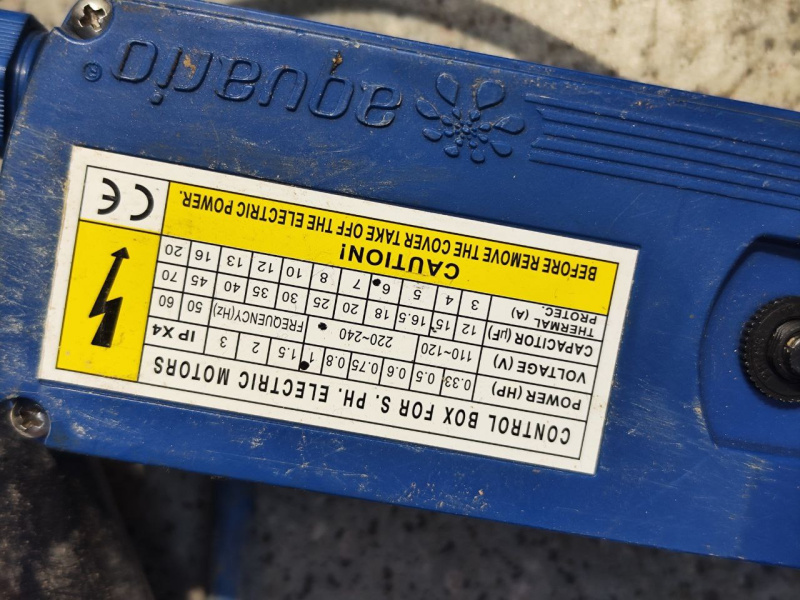 CONTROL BOX FOR S. PH. ELECTRIC MOTORS
POWER (HP) 0.33 0.5 0.6 0.75 0.8 1 1.5 2 3 IP X4
VOLTAGE (V) 110~120 220-240 FREQUENCY(Hz) 50 60
CAPACITOR (µF) 12 15 16.5 18 20 25 30 35 40 45 70
THERMAL PROTEC. (A) 3 4 5 6 7 8 10 12 13 16 20
CAUTION!
BEFORE REMOVE THE COVER TAKE OFF THE ELECTRIC POWER.
CE
aquario®